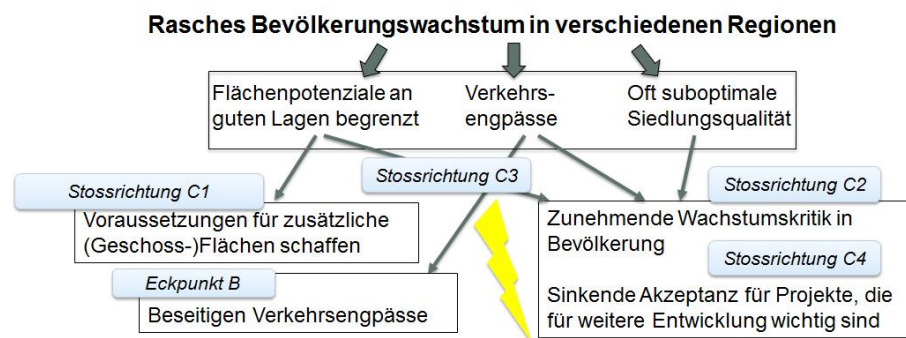 Rasches Bevölkerungswachstum in verschiedenen Regionen
Flächenpotenziale an
guten Lagen begrenzt
Verkehrs-
engpässe
Oft suboptimale
Siedlungsqualität
Stossrichtung C3
Stossrichtung C1
Stossrichtung C2
Voraussetzungen für zusätzliche
(Geschoss-)Flächen schaffen
Zunehmende Wachstumskritik in
Bevölkerung
Stossrichtung C4
Eckpunkt B
Beseitigen Verkehrsengpässe
Sinkende Akzeptanz für Projekte, die
für weitere Entwicklung wichtig sind